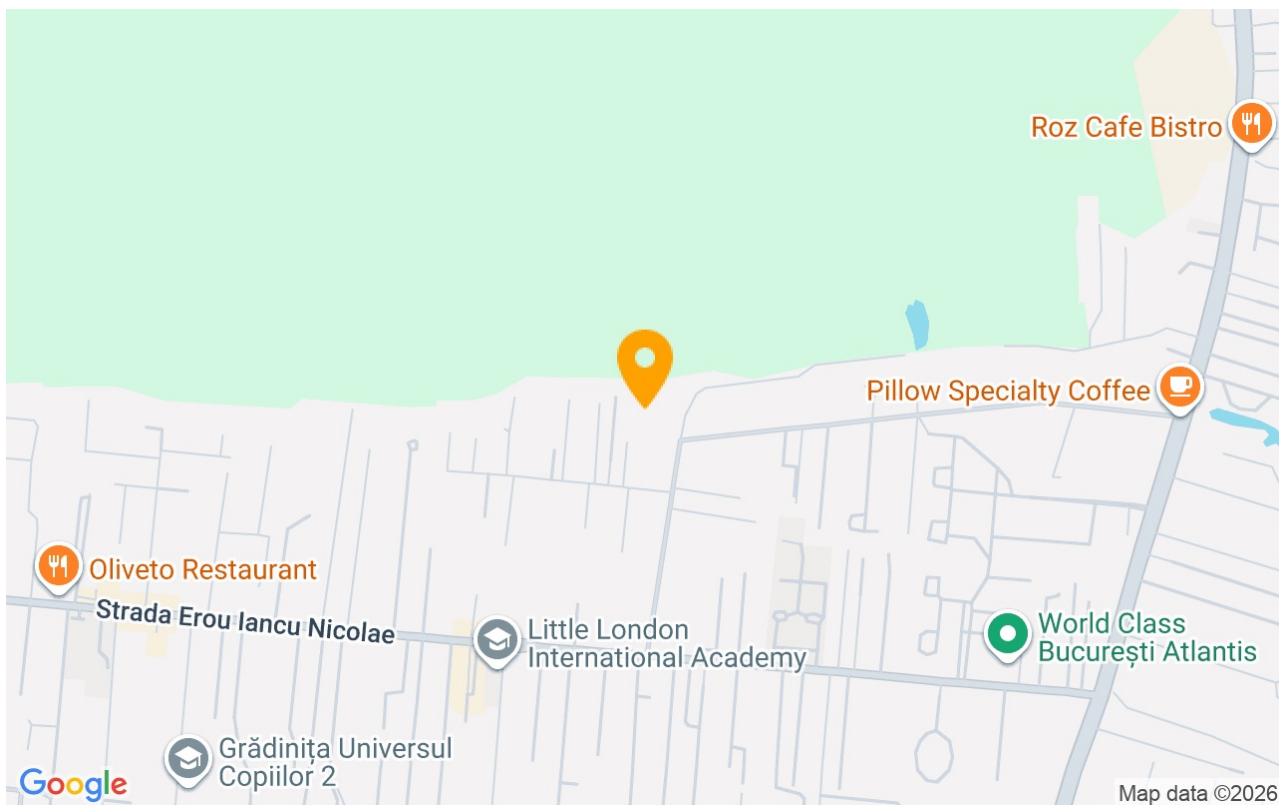 Roz Cafe Bistro
Pillow Specialty Coffee
Oliveto Restaurant
Strada Erou Iancu Nicolae
Little London
International Academy
World Class
București Atlantis
Grădinița Universul
Copiilor 2
Google
Map data ©2026